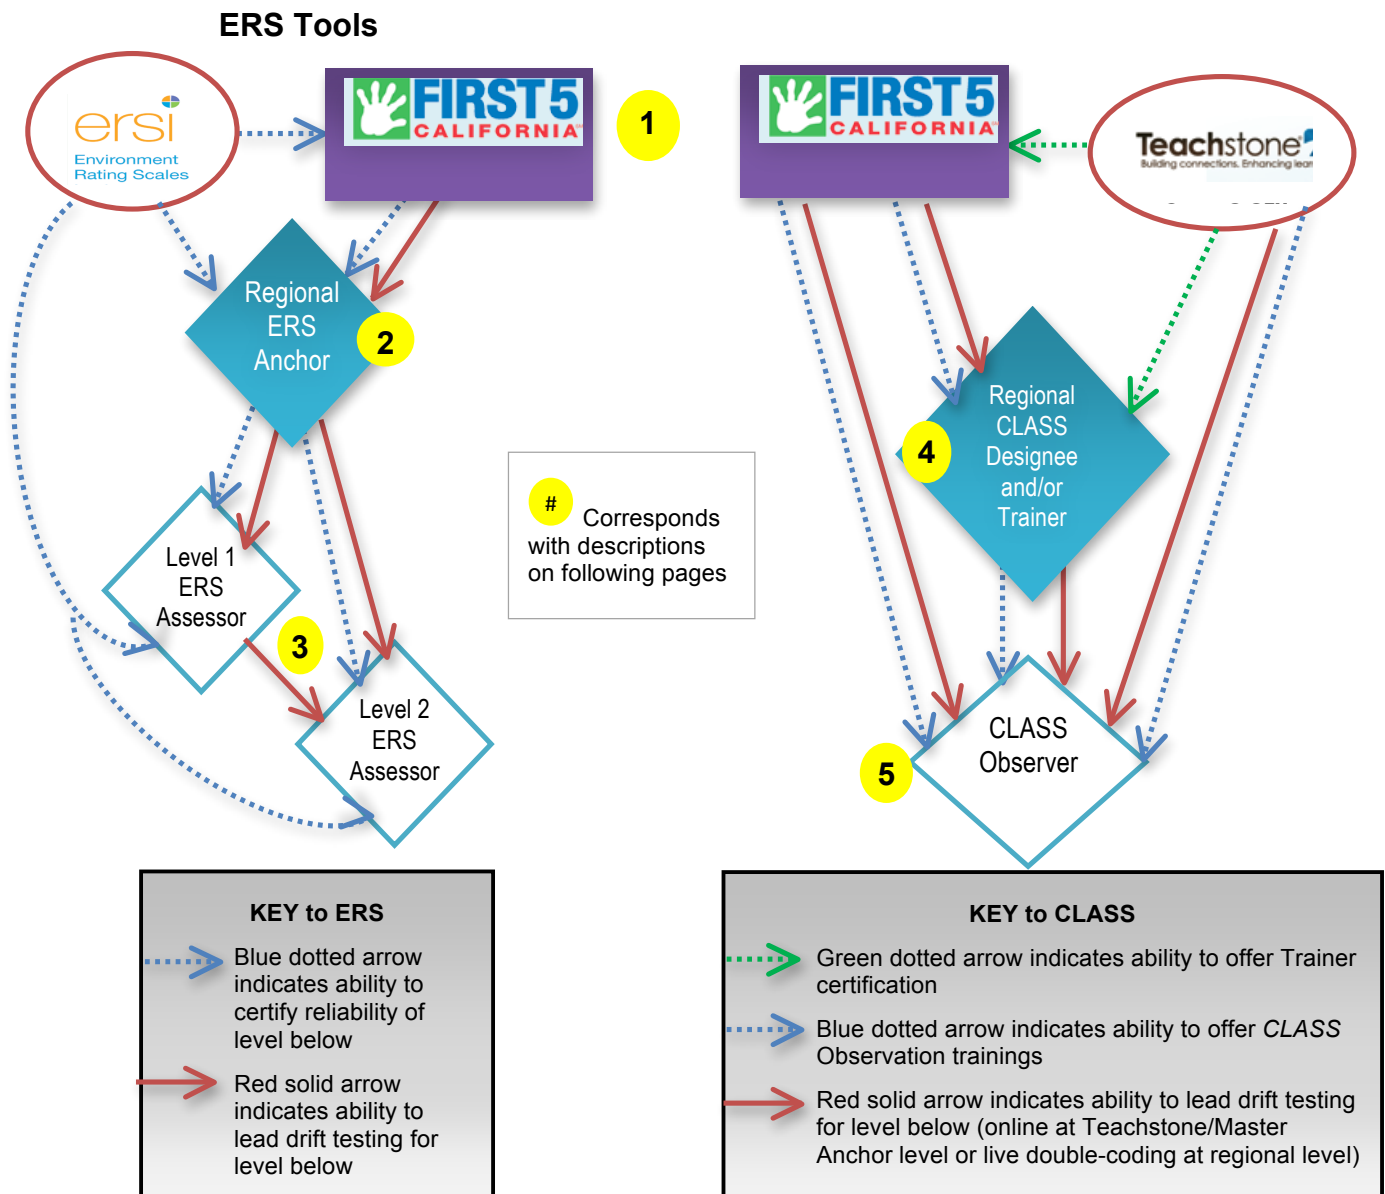 ERS Tools
ersi
Environment
Rating Scales
FIRST 5
CALIFORNIA
1
FIRST 5
CALIFORNIA
Teachstone
Building connections. Enhancing lear
Regional
ERS
Anchor
2
Regional
CLASS
Designee
and/or
Trainer
4
# Corresponds
with descriptions
on following pages
Level 1
ERS
Assessor
3
Level 2
ERS
Assessor
CLASS
Observer
5
KEY to ERS
Blue dotted arrow
indicates ability to
certify reliability of
level below
Red solid arrow
indicates ability to
lead drift testing for
level below
KEY to CLASS
Green dotted arrow indicates ability to offer Trainer
certification
Blue dotted arrow indicates ability to offer CLASS
Observation trainings
Red solid arrow indicates ability to lead drift testing
for level below (online at Teachstone/Master
Anchor level or live double-coding at regional level)